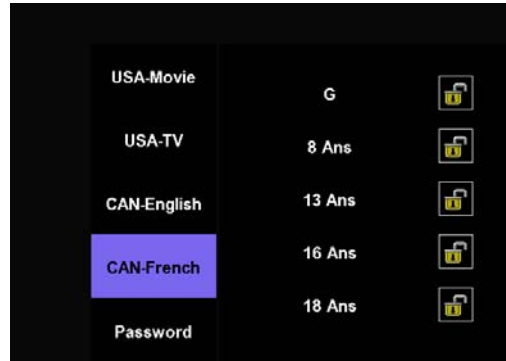 USA-Movie
USA-TV
CAN-English
CAN-French
Password
G
8 Ans
13 Ans
16 Ans
18 Ans